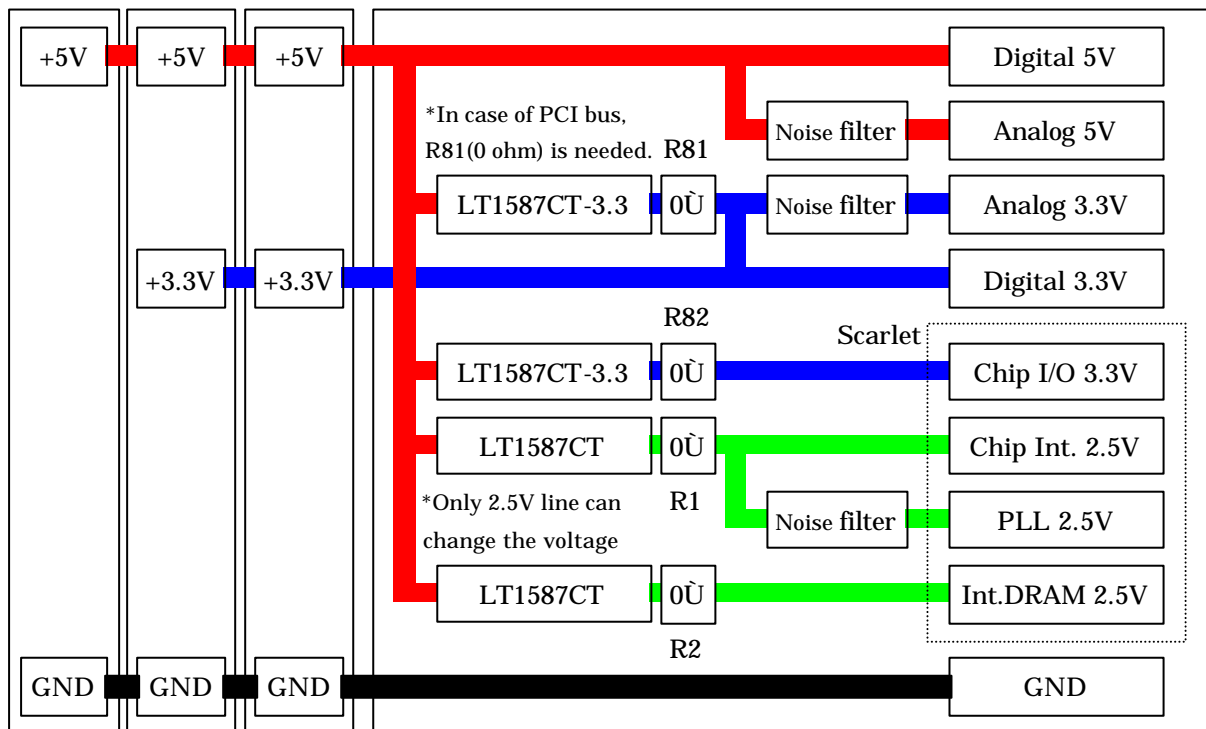 +5V +5V +5V Digital 5V
*In case of PCI bus,
R81(0 ohm) is needed. R81
Noise filter Analog 5V
LT1587CT-3.3 0Ù Noise filter Analog 3.3V
+3.3V +3.3V Digital 3.3V
R82
Scarlet
LT1587CT-3.3 0Ù Chip I/O 3.3V
LT1587CT 0Ù Chip Int. 2.5V
*Only 2.5V line can R1
change the voltage
Noise filter PLL 2.5V
LT1587CT 0Ù Int.DRAM 2.5V
R2
GND GND GND GND